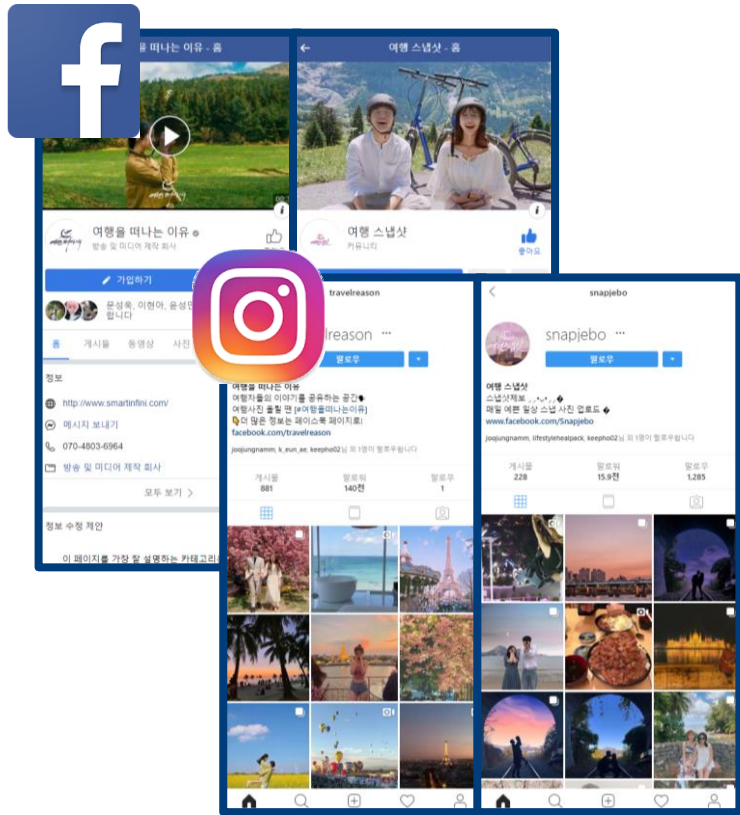 을 떠나는 이유 - 홈
여행을 떠나는 이유
방송 및 미디어 제작 회사
가입하기
문성욱, 이현아, 윤성민
합니다
홈 게시물 동영상 사진
정보
http://www.smartinfini.com/
메시지 보내기
070-4803-6964
방송 및 미디어 제작 회사
모두 보기
정보 수정 제안
이 페이지를 가장 잘 설명하는 카테고리
여행 스냅샷 - 홈
여행 스냅샷
커뮤니티
좋아요
travelreason
lreason
팔로우
여행을 떠나는 이유
여행자들의 이야기를 공유하는 공간
여행사진 올릴 땐 [#여행을떠나는이유]
더 많은 정보는 페이스북 페이지로!
facebook.com/travelreason
joojungnamm, k_eun_ae, keepho02님 외 1명이 팔로우합니다
게시물 팔로워 팔로우
881 140천 1
snapjebo
snapjebo
팔로우
여행 스냅샷
스냅샷제보
매일 예쁜 일상 스냅 사진 업로드
www.facebook.com/Snapjebo
joojungnamm, lifestylehealpack, keepho02님 외 1명이 팔로우합니다
게시물 팔로워 팔로우
228 15.9천 1,285